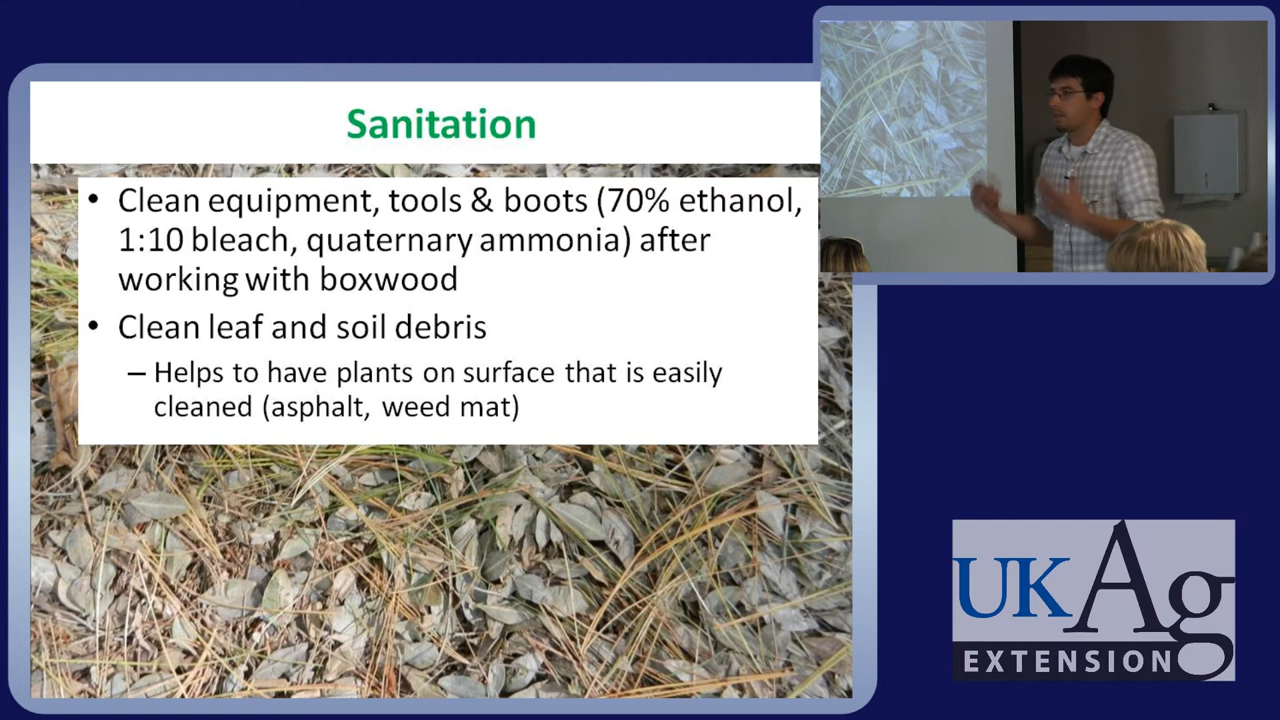 Sanitation
• Clean equipment, tools & boots (70% ethanol,
1:10 bleach, quaternary ammonia) after
working with boxwood
• Clean leaf and soil debris
– Helps to have plants on surface that is easily
cleaned (asphalt, weed mat)
UKAg
EXTENSION